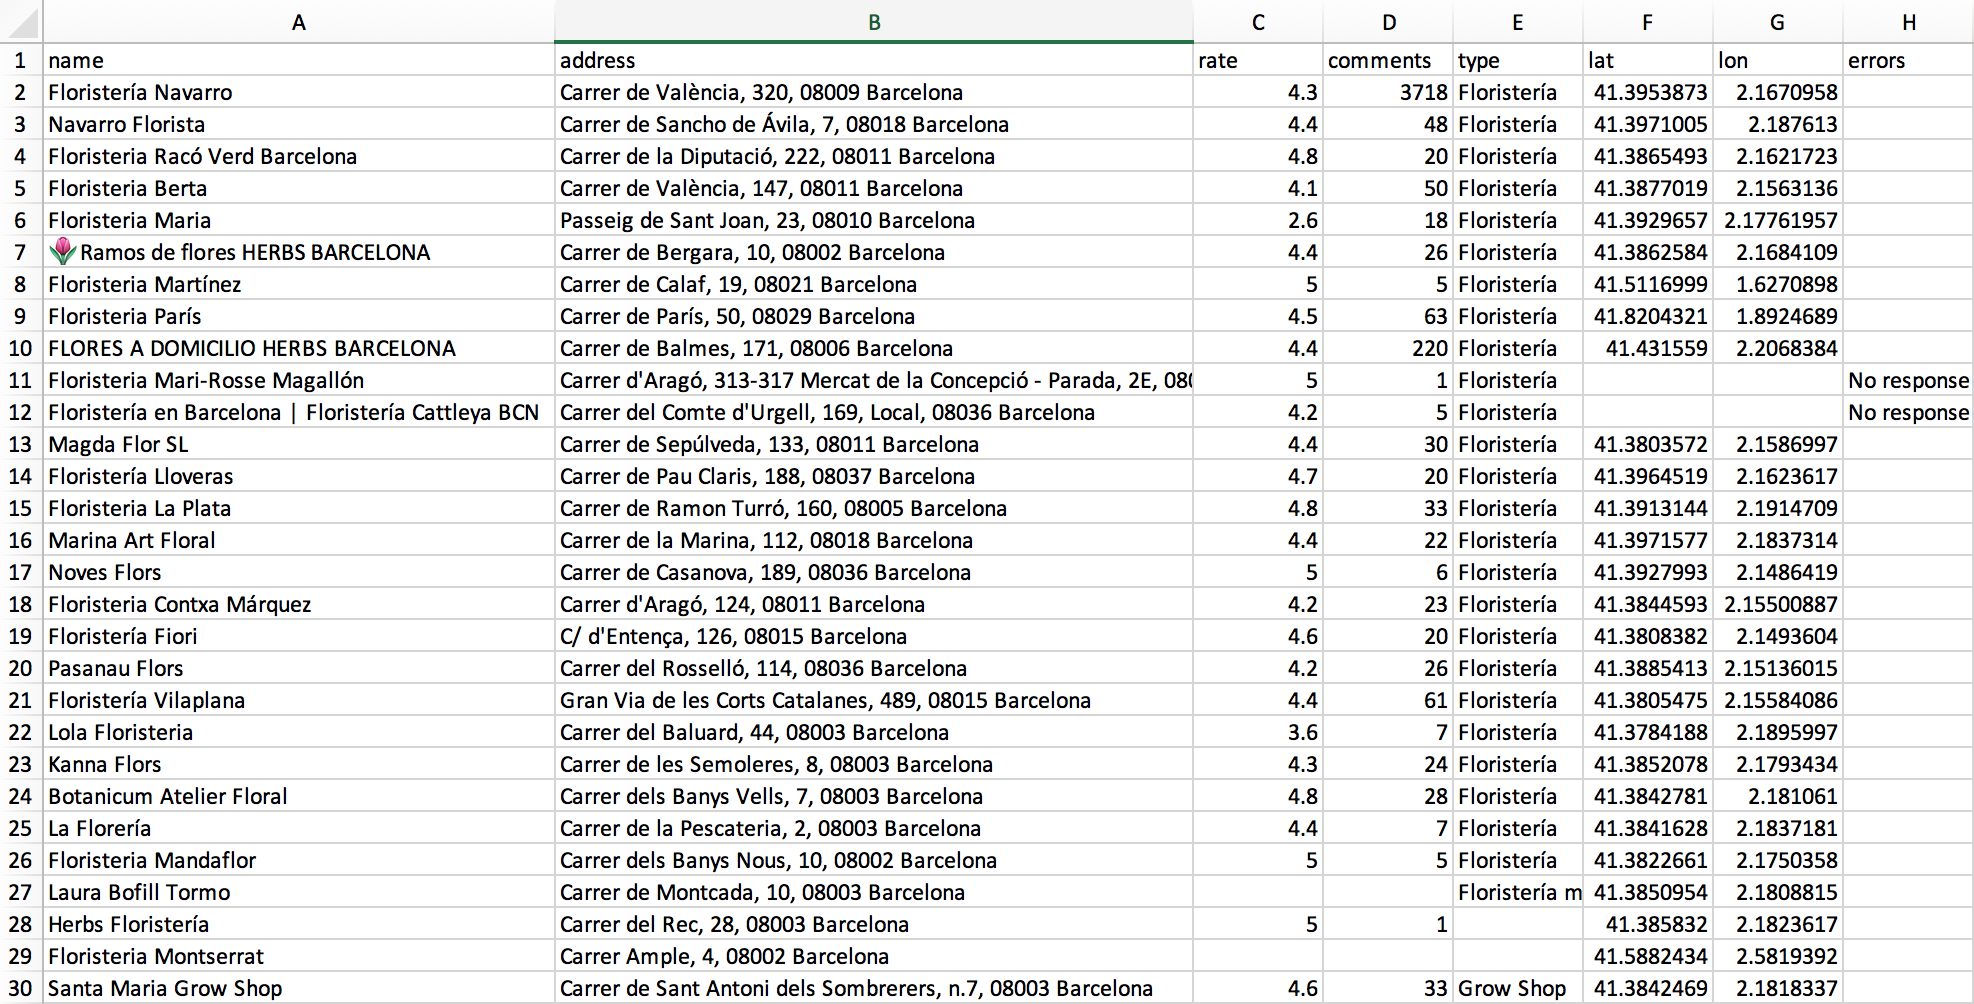 A B C D E F G H
1 name address rate comments type lat lon errors
2 Floristería Navarro Carrer de València, 320, 08009 Barcelona 4.3 3718 Floristería 41.3953873 2.1670958
3 Navarro Florista Carrer de Sancho de Ávila, 7, 08018 Barcelona 4.4 48 Floristería 41.3971005 2.187613
4 Floristeria Racó Verd Barcelona Carrer de la Diputació, 222, 08011 Barcelona 4.8 20 Floristería 41.3865493 2.1621723
5 Floristeria Berta Carrer de València, 147, 08011 Barcelona 4.1 50 Floristería 41.3877019 2.1563136
6 Floristeria Maria Passeig de Sant Joan, 23, 08010 Barcelona 2.6 18 Floristería 41.3929657 2.17761957
7 🌷Ramos de flores HERBS BARCELONA Carrer de Bergara, 10, 08002 Barcelona 4.4 26 Floristería 41.3862584 2.1684109
8 Floristeria Martínez Carrer de Calaf, 19, 08021 Barcelona 5 5 Floristería 41.5116999 1.6270898
9 Floristeria París Carrer de París, 50, 08029 Barcelona 4.5 63 Floristería 41.8204321 1.8924689
10 FLORES A DOMICILIO HERBS BARCELONA Carrer de Balmes, 171, 08006 Barcelona 4.4 220 Floristería 41.431559 2.2068384
11 Floristeria Mari-Rosse Magallón Carrer d'Aragó, 313-317 Mercat de la Concepció - Parada, 2E, 080 5 1 Floristería No response
12 Floristería en Barcelona | Floristería Cattleya BCN Carrer del Comte d'Urgell, 169, Local, 08036 Barcelona 4.2 5 Floristería No response
13 Magda Flor SL Carrer de Sepúlveda, 133, 08011 Barcelona 4.4 30 Floristería 41.3803572 2.1586997
14 Floristería Lloveras Carrer de Pau Claris, 188, 08037 Barcelona 4.7 20 Floristería 41.3964519 2.1623617
15 Floristeria La Plata Carrer de Ramon Turró, 160, 08005 Barcelona 4.8 33 Floristería 41.3913144 2.1914709
16 Marina Art Floral Carrer de la Marina, 112, 08018 Barcelona 4.4 22 Floristería 41.3971577 2.1837314
17 Noves Flors Carrer de Casanova, 189, 08036 Barcelona 5 6 Floristería 41.3927993 2.1486419
18 Floristeria Contxa Márquez Carrer d'Aragó, 124, 08011 Barcelona 4.2 23 Floristería 41.3844593 2.15500887
19 Floristería Fiori C/ d'Entença, 126, 08015 Barcelona 4.6 20 Floristería 41.3808382 2.1493604
20 Pasanau Flors Carrer del Rosselló, 114, 08036 Barcelona 4.2 26 Floristería 41.3885413 2.15136015
21 Floristería Vilaplana Gran Via de les Corts Catalanes, 489, 08015 Barcelona 4.4 61 Floristería 41.3805475 2.15584086
22 Lola Floristeria Carrer del Baluard, 44, 08003 Barcelona 3.6 7 Floristería 41.3784188 2.1895997
23 Kanna Flors Carrer de les Semoleres, 8, 08003 Barcelona 4.3 24 Floristería 41.3852078 2.1793434
24 Botanicum Atelier Floral Carrer dels Banys Vells, 7, 08003 Barcelona 4.8 28 Floristería 41.3842781 2.181061
25 La Florería Carrer de la Pescateria, 2, 08003 Barcelona 4.4 7 Floristería 41.3841628 2.1837181
26 Floristeria Mandaflor Carrer dels Banys Nous, 10, 08002 Barcelona 5 5 Floristería 41.3822661 2.1750358
27 Laura Bofill Tormo Carrer de Montcada, 10, 08003 Barcelona Floristería m 41.3850954 2.1808815
28 Herbs Floristería Carrer del Rec, 28, 08003 Barcelona 5 1 41.385832 2.1823617
29 Floristeria Montserrat Carrer Ample, 4, 08002 Barcelona 41.5882434 2.5819392
30 Santa Maria Grow Shop Carrer de Sant Antoni dels Sombrerers, n.7, 08003 Barcelona 4.6 33 Grow Shop 41.3842469 2.1818337